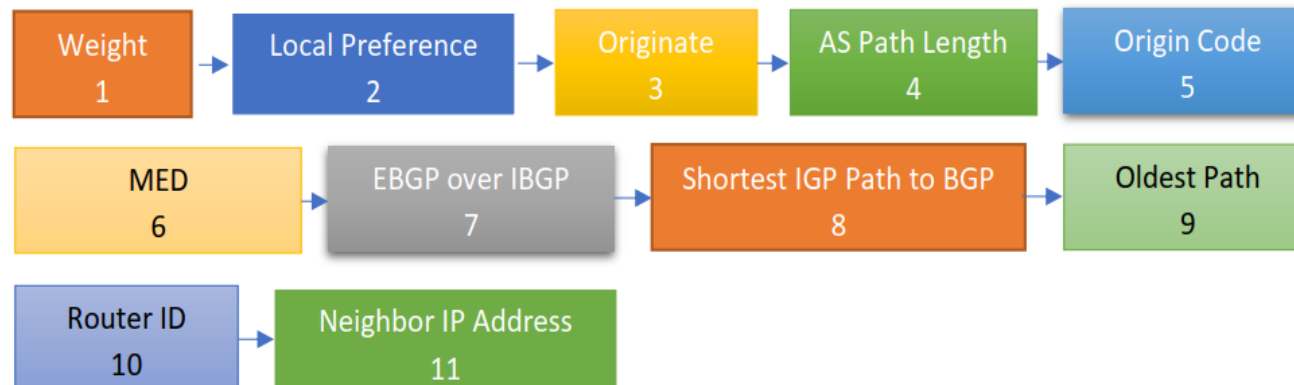 Weight
1
Local Preference
2
Originate
3
AS Path Length
4
Origin Code
5
MED
6
EBGP over IBGP
7
Shortest IGP Path to BGP
8
Oldest Path
9
Router ID
10
Neighbor IP Address
11